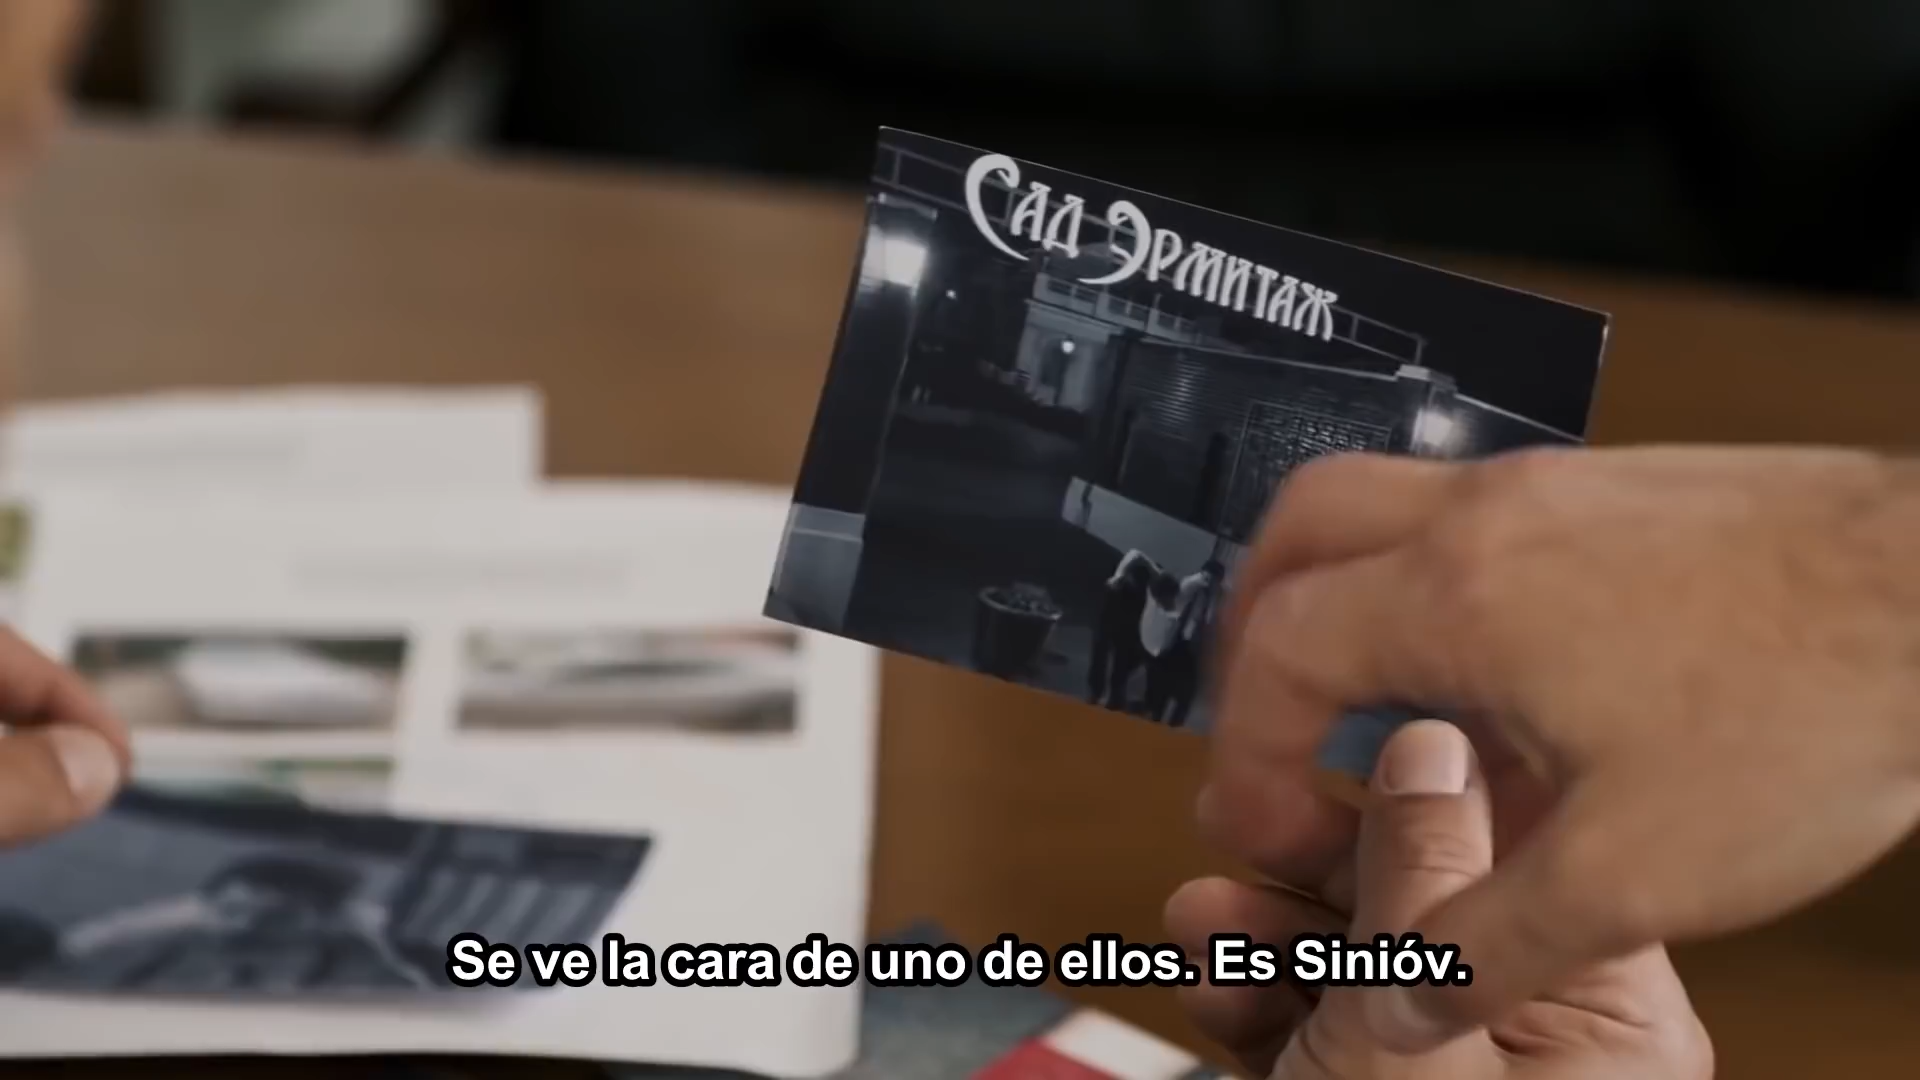 Сад Эрмитаж
Se ve la cara de uno de ellos. Es Sinióv.